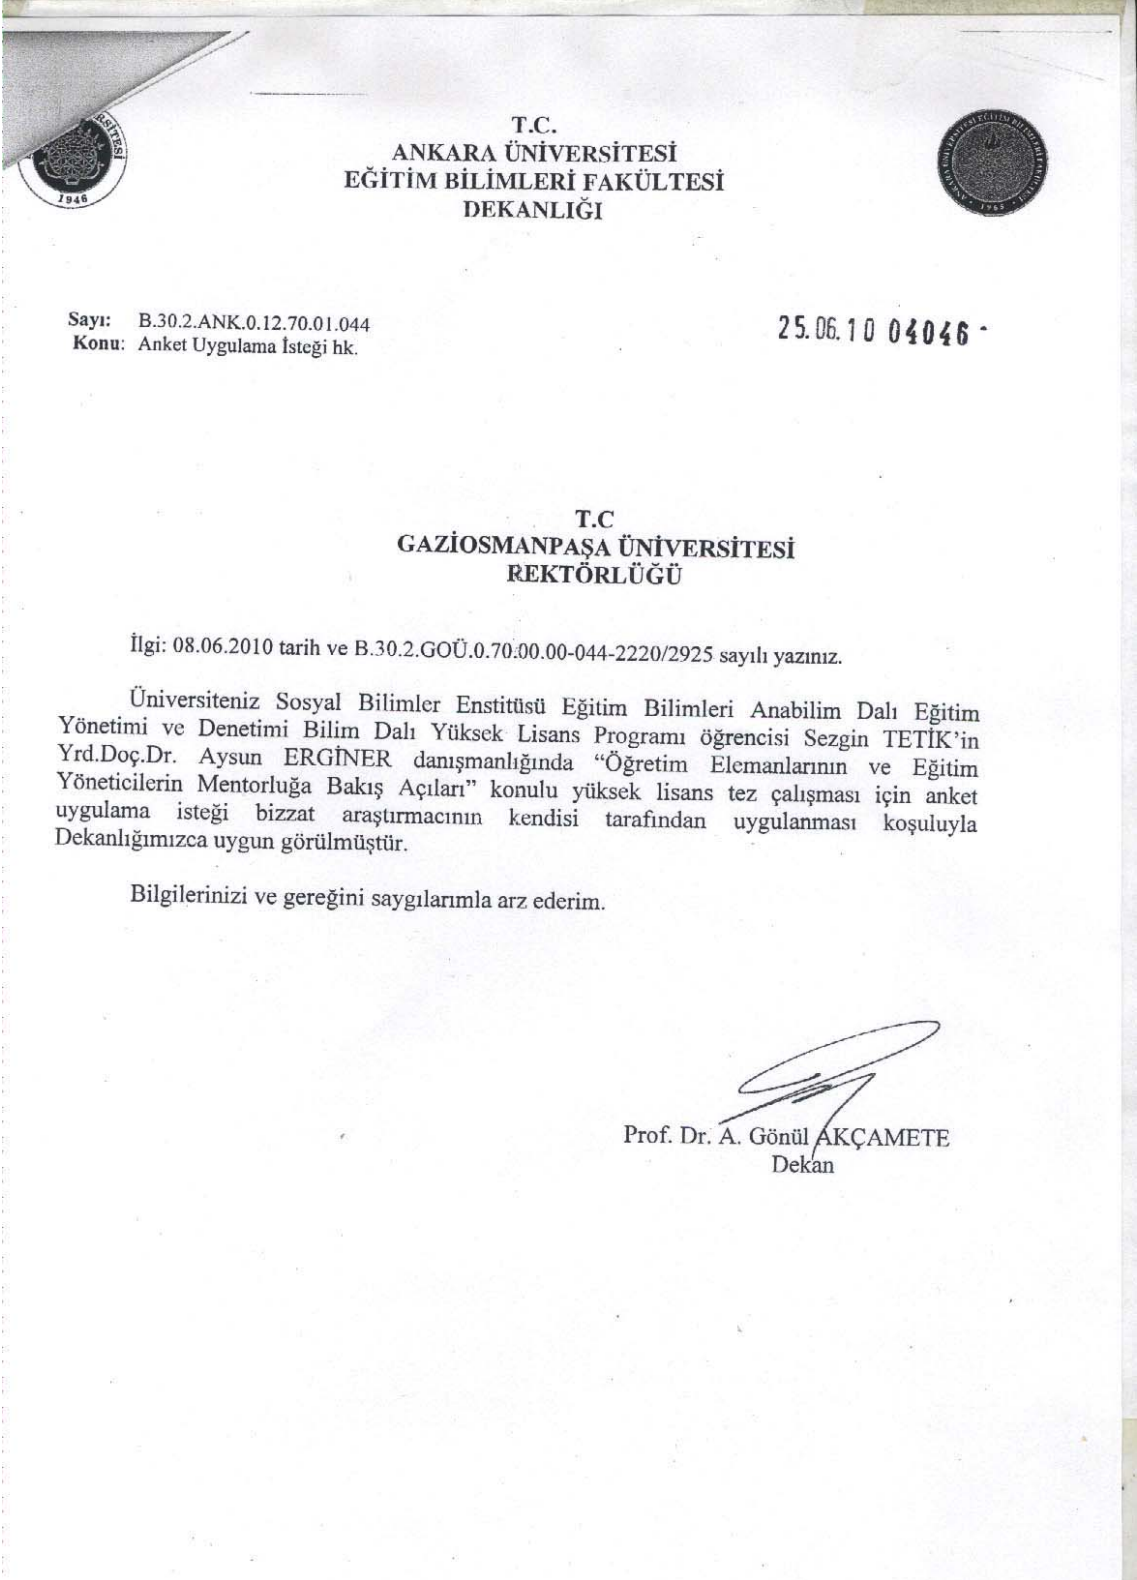 T.C.
ANKARA ÜNİVERSİTESİ
EĞİTİM BİLİMLERİ FAKÜLTESİ
DEKANLIĞI
1946
1965
Sayı: B.30.2.ANK.0.12.70.01.044
Konu: Anket Uygulama İsteği hk.
25.06.10 04046
T.C
GAZİOSMANPAŞA ÜNİVERSİTESİ
REKTÖRLÜĞÜ
İlgi: 08.06.2010 tarih ve B.30.2.GOÜ.0.70.00.00-044-2220/2925 sayılı yazınız.
Üniversiteniz Sosyal Bilimler Enstitüsü Eğitim Bilimleri Anabilim Dalı Eğitim
Yönetimi ve Denetimi Bilim Dalı Yüksek Lisans Programı öğrencisi Sezgin TETİK’in
Yrd.Doç.Dr. Aysun ERGİNER danışmanlığında “Öğretim Elemanlarının ve Eğitim
Yöneticilerin Mentorluğa Bakış Açıları” konulu yüksek lisans tez çalışması için anket
uygulama isteği bizzat araştırmacının kendisi tarafından uygulanması koşuluyla
Dekanlığımızca uygun görülmüştür.
Bilgilerinizi ve gereğini saygılarımla arz ederim.
Prof. Dr. A. Gönül AKÇAMETE
Dekan